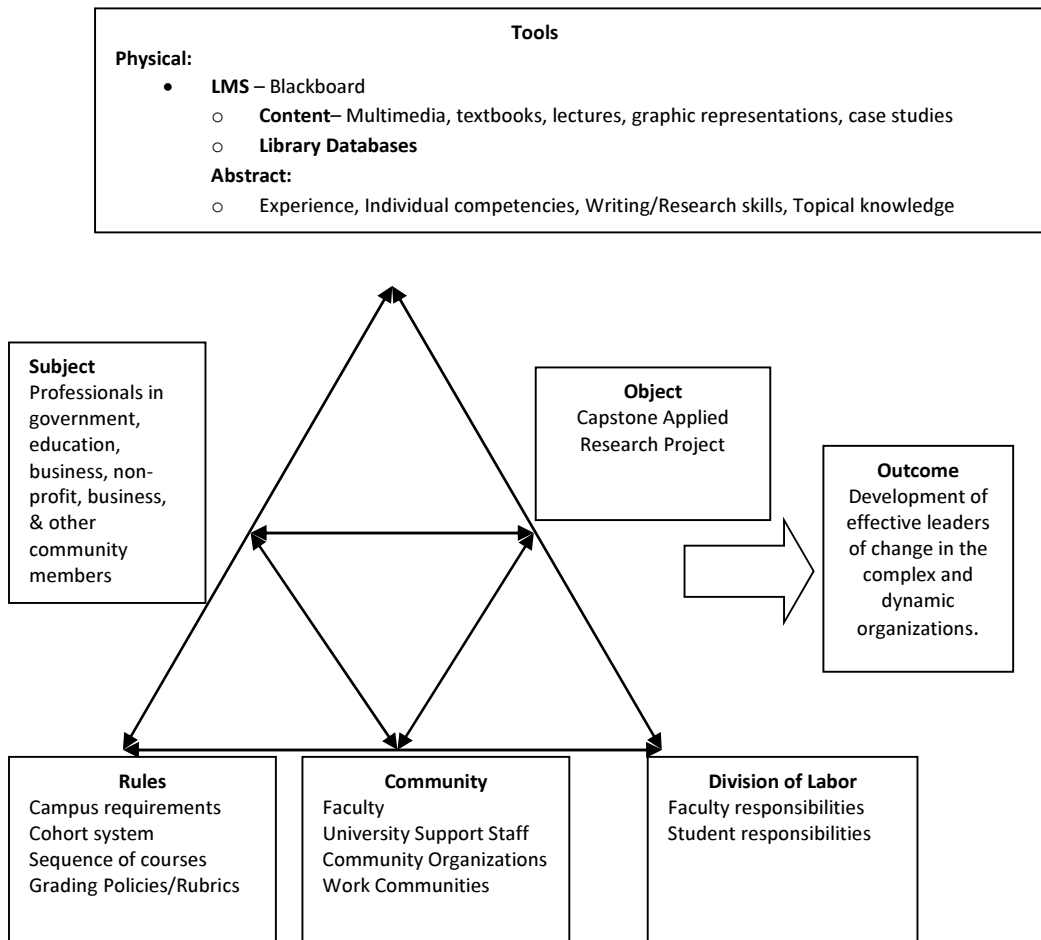 Tools
Physical:
• LMS – Blackboard
o Content– Multimedia, textbooks, lectures, graphic representations, case studies
o Library Databases
Abstract:
o Experience, Individual competencies, Writing/Research skills, Topical knowledge
Subject
Professionals in
government,
education,
business, non-
profit, business,
& other
community
members
Object
Capstone Applied
Research Project
Outcome
Development of
effective leaders
of change in the
complex and
dynamic
organizations.
Rules
Campus requirements
Cohort system
Sequence of courses
Grading Policies/Rubrics
Community
Faculty
University Support Staff
Community Organizations
Work Communities
Division of Labor
Faculty responsibilities
Student responsibilities